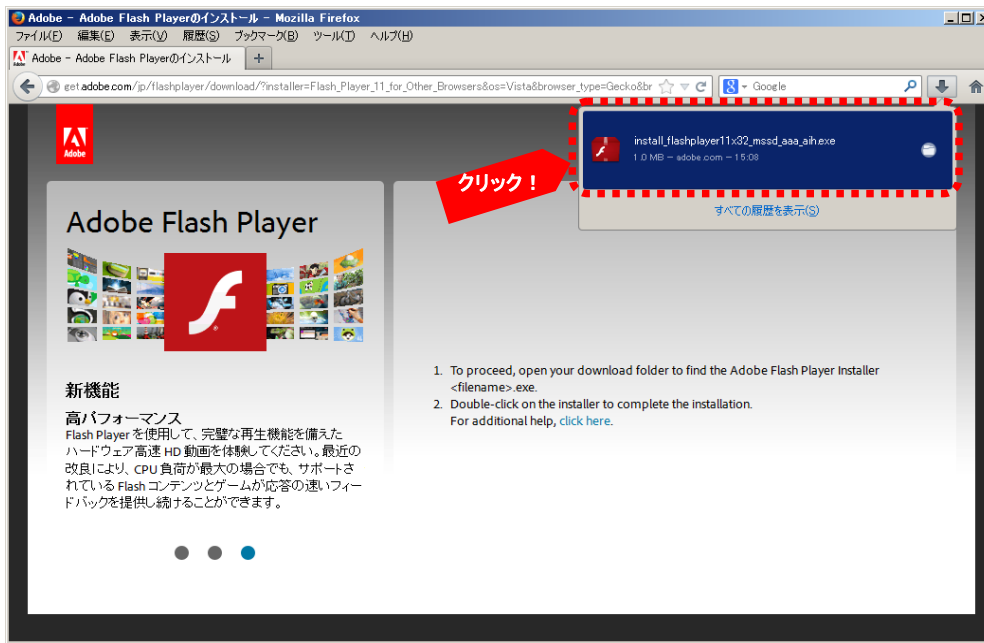 Adobe - Adobe Flash Playerのインストール - Mozilla Firefox
ファイル(F) 編集(E) 表示(V) 履歴(S) ブックマーク(B) ツール(T) ヘルプ(H)
Adobe - Adobe Flash Playerのインストール +
get.adobe.com/jp/flashplayer/download/?installer=Flash_Player_11_for_Other_Browsers&os=Vista&browser_type=Gecko&br
Google
Adobe
install_flashplayer11x32_mssd_aaa_aih.exe
1.0 MB — adobe.com — 15:08
クリック！
すべての履歴を表示(S)
Adobe Flash Player
新機能
高パフォーマンス
Flash Player を使用して、完璧な再生機能を備えた
ハードウェア高速 HD 動画を体験してください。最近の
改良により、CPU 負荷が最大の場合でも、サポートさ
れている Flash コンテンツとゲームが応答の速いフィー
ドバックを提供し続けることができます。
1. To proceed, open your download folder to find the Adobe Flash Player Installer
<filename>.exe.
2. Double-click on the installer to complete the installation.
For additional help, click here.